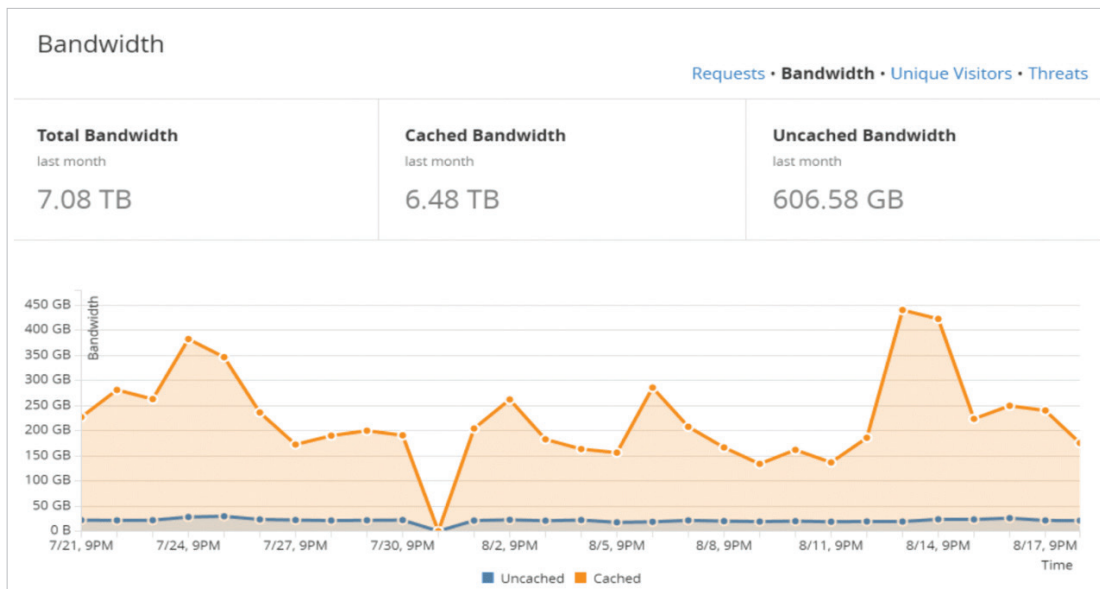 Bandwidth
Requests • Bandwidth • Unique Visitors • Threats
Total Bandwidth
last month
7.08 TB
Cached Bandwidth
last month
6.48 TB
Uncached Bandwidth
last month
606.58 GB
Bandwidth
450 GB
400 GB
350 GB
300 GB
250 GB
200 GB
150 GB
100 GB
50 GB
0 B
7/21, 9PM 7/24, 9PM 7/27, 9PM 7/30, 9PM 8/2, 9PM 8/5, 9PM 8/8, 9PM 8/11, 9PM 8/14, 9PM 8/17, 9PM
Time
Uncached Cached